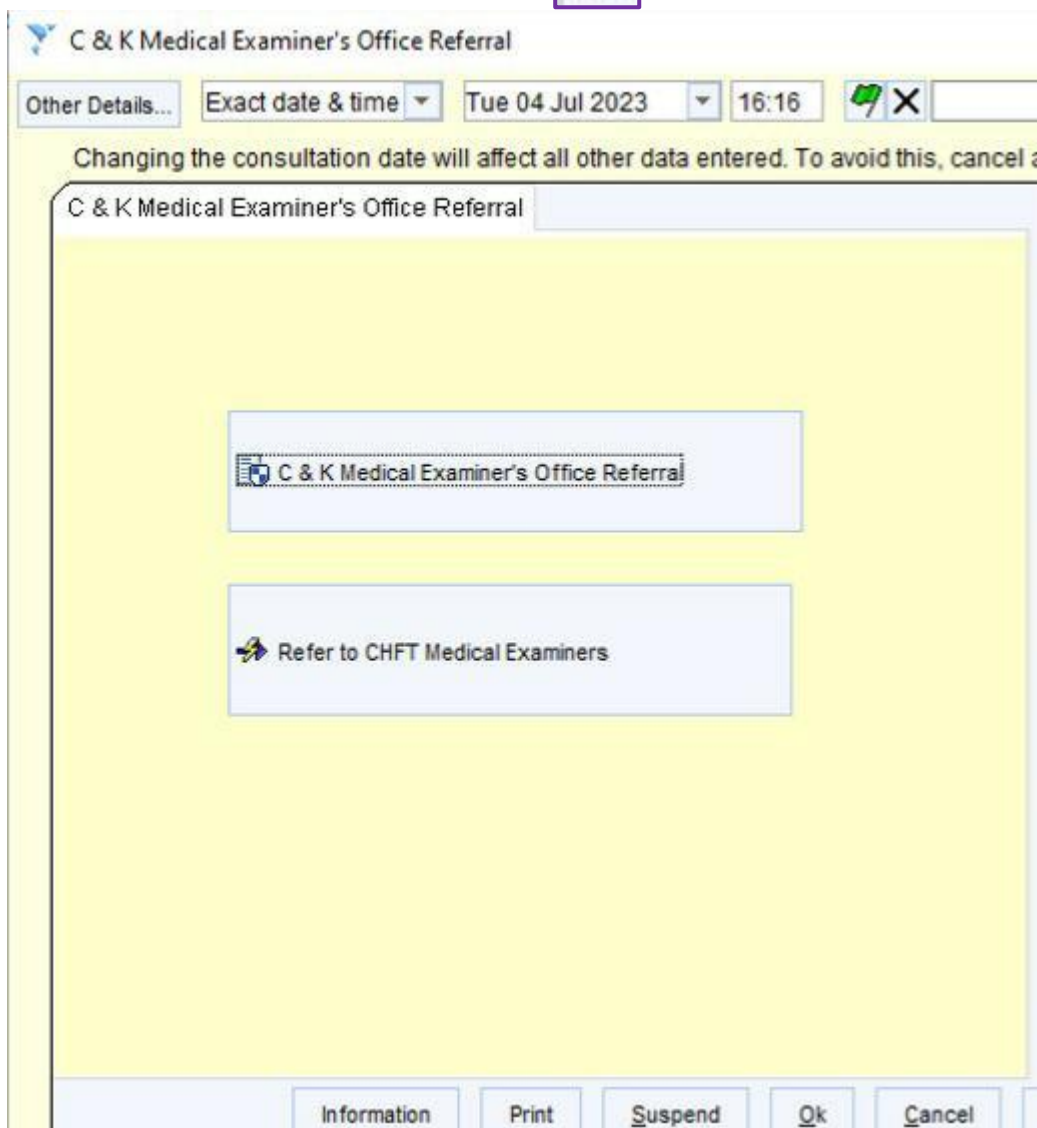 C & K Medical Examiner's Office Referral
Other Details... Exact date & time Tue 04 Jul 2023 16:16
Changing the consultation date will affect all other data entered. To avoid this, cancel
C & K Medical Examiner's Office Referral
C & K Medical Examiner's Office Referral
Refer to CHFT Medical Examiners
Information Print Suspend Ok Cancel